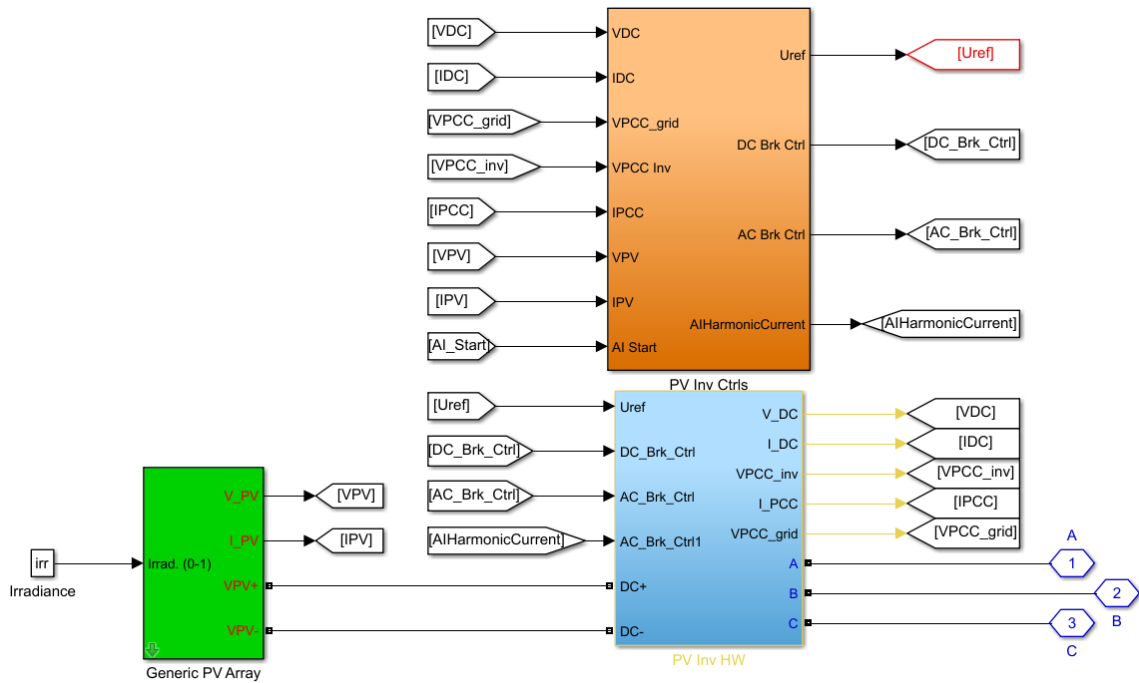 [VDC]
VDC
Uref
[Uref]
[IDC]
IDC
[VPCC_grid]
VPCC_grid
DC Brk Ctrl
[DC_Brk_Ctrl]
[VPCC_inv]
VPCC Inv
[IPCC]
IPCC
AC Brk Ctrl
[AC_Brk_Ctrl]
[VPV]
VPV
[IPV]
IPV
AIHarmonicCurrent
[AIHarmonicCurrent]
[AI_Start]
AI Start
PV Inv Ctrls
[Uref]
Uref
V_DC
[VDC]
[DC_Brk_Ctrl]
DC_Brk_Ctrl
I_DC
[IDC]
VPCC_inv
[VPCC_inv]
[AC_Brk_Ctrl]
AC_Brk_Ctrl
I_PCC
[IPCC]
[AIHarmonicCurrent]
AC_Brk_Ctrl1
VPCC_grid
[VPCC_grid]
V_PV
[VPV]
I_PV
[IPV]
irr
Irradiance
Irrad. (0-1)
VPV+
DC+
VPV-
DC-
A
A
1
B
2
B
C
3
C
PV Inv HW
Generic PV Array